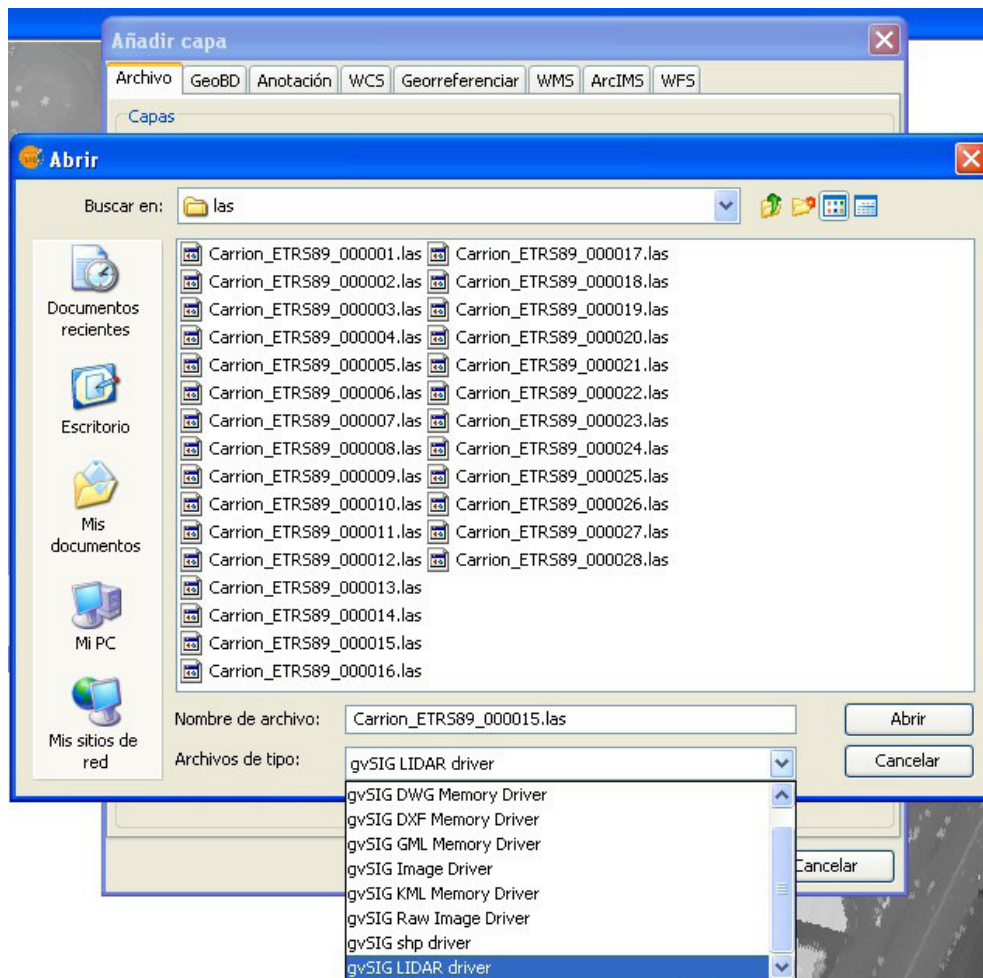 Añadir capa
Archivo GeoBD Anotación WCS Georreferenciar WMS ArcIMS WFS
Capas
Abrir
Buscar en: las
Documentos recientes
Escritorio
Mis documentos
Mi PC
Mis sitios de red
Carrion_ETRS89_000001.las
Carrion_ETRS89_000002.las
Carrion_ETRS89_000003.las
Carrion_ETRS89_000004.las
Carrion_ETRS89_000005.las
Carrion_ETRS89_000006.las
Carrion_ETRS89_000007.las
Carrion_ETRS89_000008.las
Carrion_ETRS89_000009.las
Carrion_ETRS89_000010.las
Carrion_ETRS89_000011.las
Carrion_ETRS89_000012.las
Carrion_ETRS89_000013.las
Carrion_ETRS89_000014.las
Carrion_ETRS89_000015.las
Carrion_ETRS89_000016.las
Carrion_ETRS89_000017.las
Carrion_ETRS89_000018.las
Carrion_ETRS89_000019.las
Carrion_ETRS89_000020.las
Carrion_ETRS89_000021.las
Carrion_ETRS89_000022.las
Carrion_ETRS89_000023.las
Carrion_ETRS89_000024.las
Carrion_ETRS89_000025.las
Carrion_ETRS89_000026.las
Carrion_ETRS89_000027.las
Carrion_ETRS89_000028.las
Nombre de archivo: Carrion_ETRS89_000015.las Abrir
Archivos de tipo: gvSIG LIDAR driver Cancelar
gvSIG DWG Memory Driver
gvSIG DXF Memory Driver
gvSIG GML Memory Driver
gvSIG Image Driver
gvSIG KML Memory Driver
gvSIG Raw Image Driver
gvSIG shp driver
gvSIG LIDAR driver
Cancelar